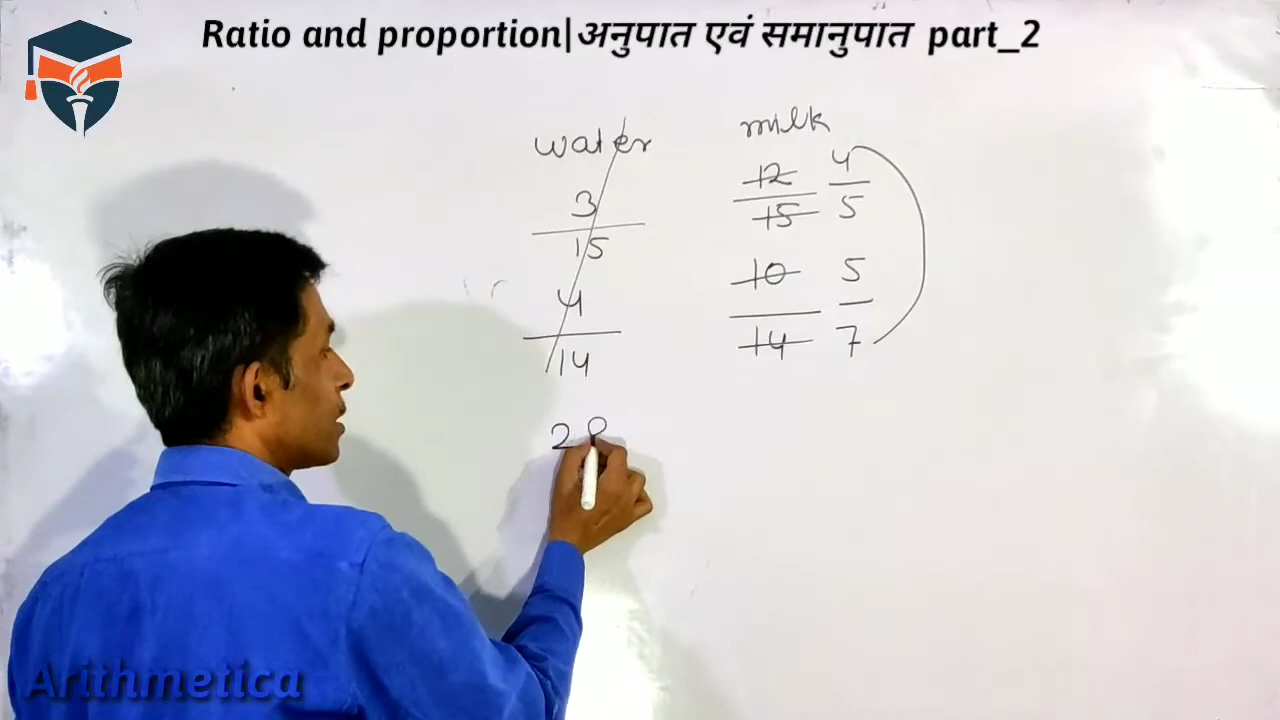 Ratio and proportion|अनुपात एवं समानुपात part_2
water milk
3 12 4
15 15 5
4 10 5
14 14 7
28
Arithmetica